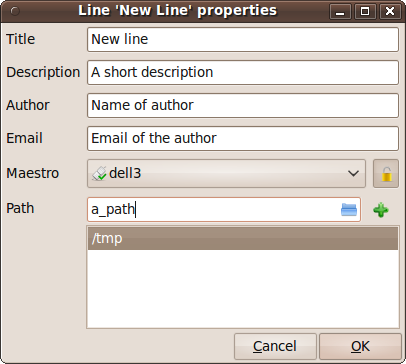 Line 'New Line' properties
Title New line
Description A short description
Author Name of author
Email Email of the author
Maestro dell3
Path a_path
/tmp
Cancel OK